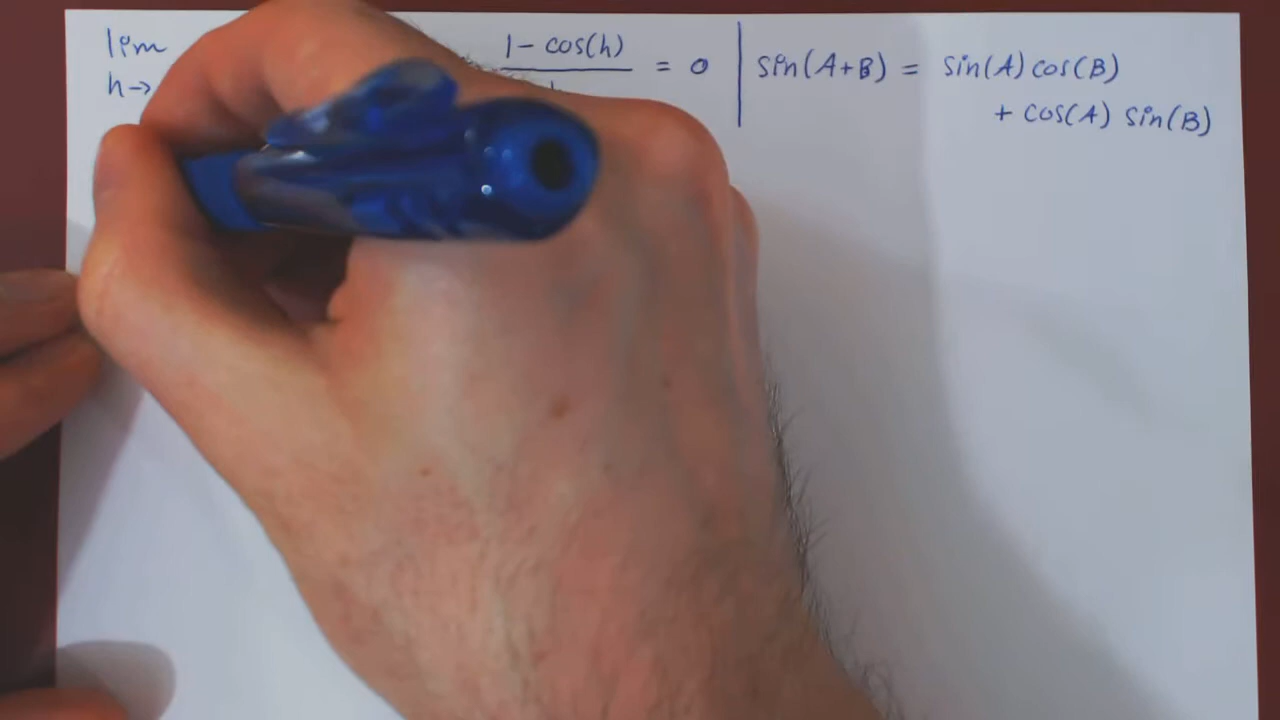 lim 1 - cos(h) = 0 sin(A+B) = sin(A) cos(B)
h→ + cos(A) sin(B)